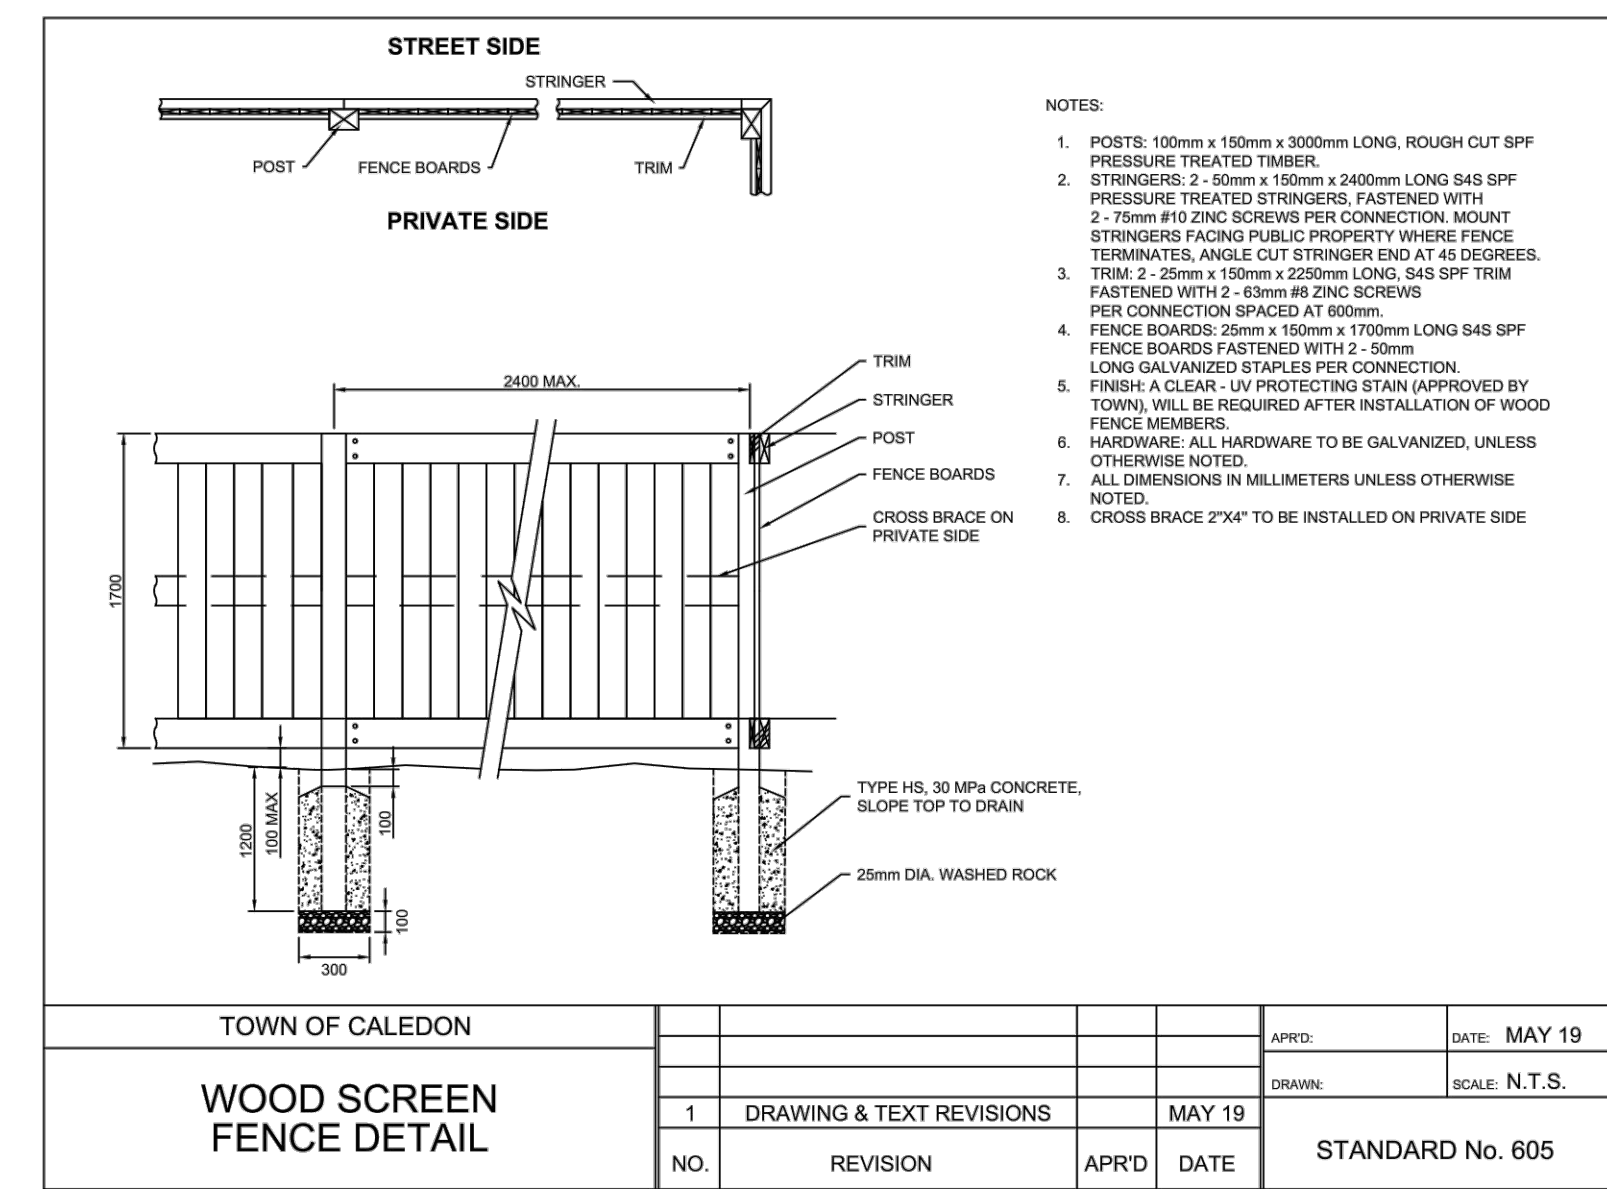 STREET SIDE
STRINGER
POST
FENCE BOARDS
TRIM
PRIVATE SIDE
NOTES:
1. POSTS: 100mm x 150mm x 3000mm LONG, ROUGH CUT SPF
PRESSURE TREATED TIMBER.
2. STRINGERS: 2 - 50mm x 150mm x 2400mm LONG S4S SPF
PRESSURE TREATED STRINGERS, FASTENED WITH
2 - 75mm #10 ZINC SCREWS PER CONNECTION. MOUNT
STRINGERS FACING PUBLIC PROPERTY WHERE FENCE
TERMINATES, ANGLE CUT STRINGER END AT 45 DEGREES.
3. TRIM: 2 - 25mm x 150mm x 2250mm LONG, S4S SPF TRIM
FASTENED WITH 2 - 63mm #8 ZINC SCREWS
PER CONNECTION SPACED AT 600mm.
4. FENCE BOARDS: 25mm x 150mm x 1700mm LONG S4S SPF
FENCE BOARDS FASTENED WITH 2 - 50mm
LONG GALVANIZED STAPLES PER CONNECTION.
5. FINISH: A CLEAR - UV PROTECTING STAIN (APPROVED BY
TOWN), WILL BE REQUIRED AFTER INSTALLATION OF WOOD
FENCE MEMBERS.
6. HARDWARE: ALL HARDWARE TO BE GALVANIZED, UNLESS
OTHERWISE NOTED.
7. ALL DIMENSIONS IN MILLIMETERS UNLESS OTHERWISE
NOTED.
8. CROSS BRACE 2"X4" TO BE INSTALLED ON PRIVATE SIDE
2400 MAX.
TRIM
STRINGER
POST
FENCE BOARDS
CROSS BRACE ON
PRIVATE SIDE
1700
1200
100 MAX
100
100
300
TYPE HS, 30 MPa CONCRETE,
SLOPE TOP TO DRAIN
25mm DIA. WASHED ROCK
TOWN OF CALEDON
WOOD SCREEN
FENCE DETAIL
1 DRAWING & TEXT REVISIONS MAY 19
NO. REVISION APR'D DATE
APR'D: DATE: MAY 19
DRAWN: SCALE: N.T.S.
STANDARD No. 605